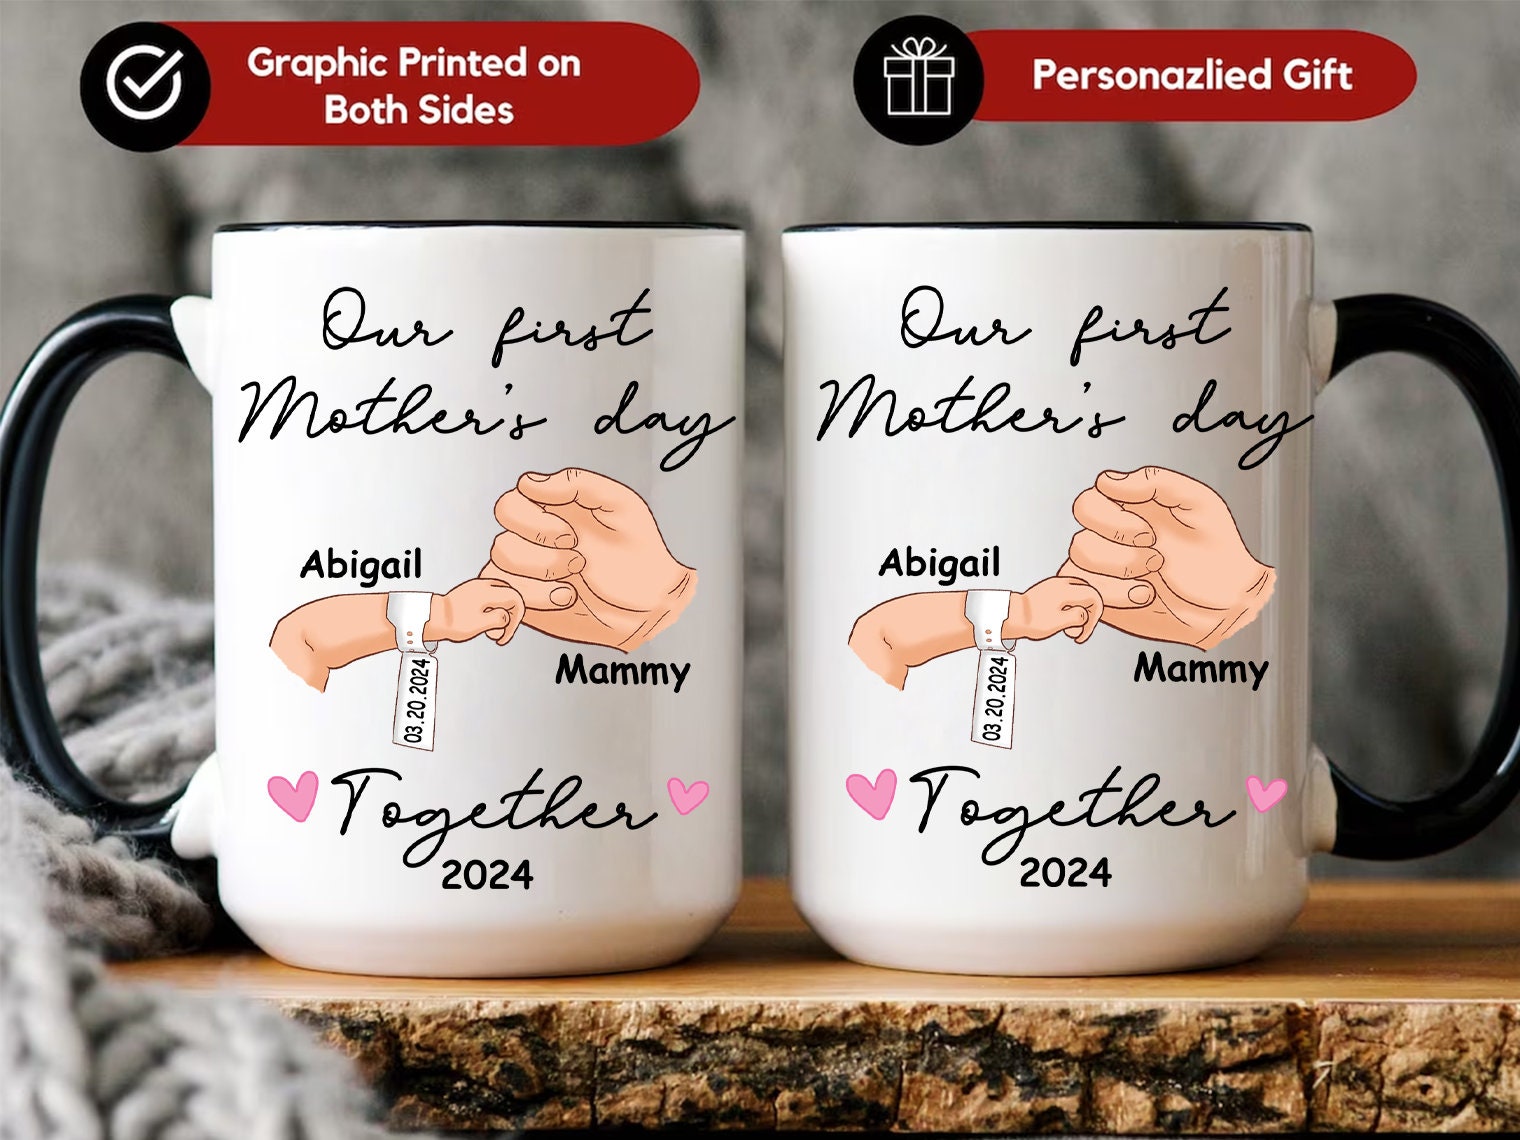 Graphic Printed on
Both Sides
Personazlied Gift
Our first
Mother's day
Abigail
Mammy
03.20.2024
Together
2024
Our first
Mother's day
Abigail
Mammy
03.20.2024
Together
2024